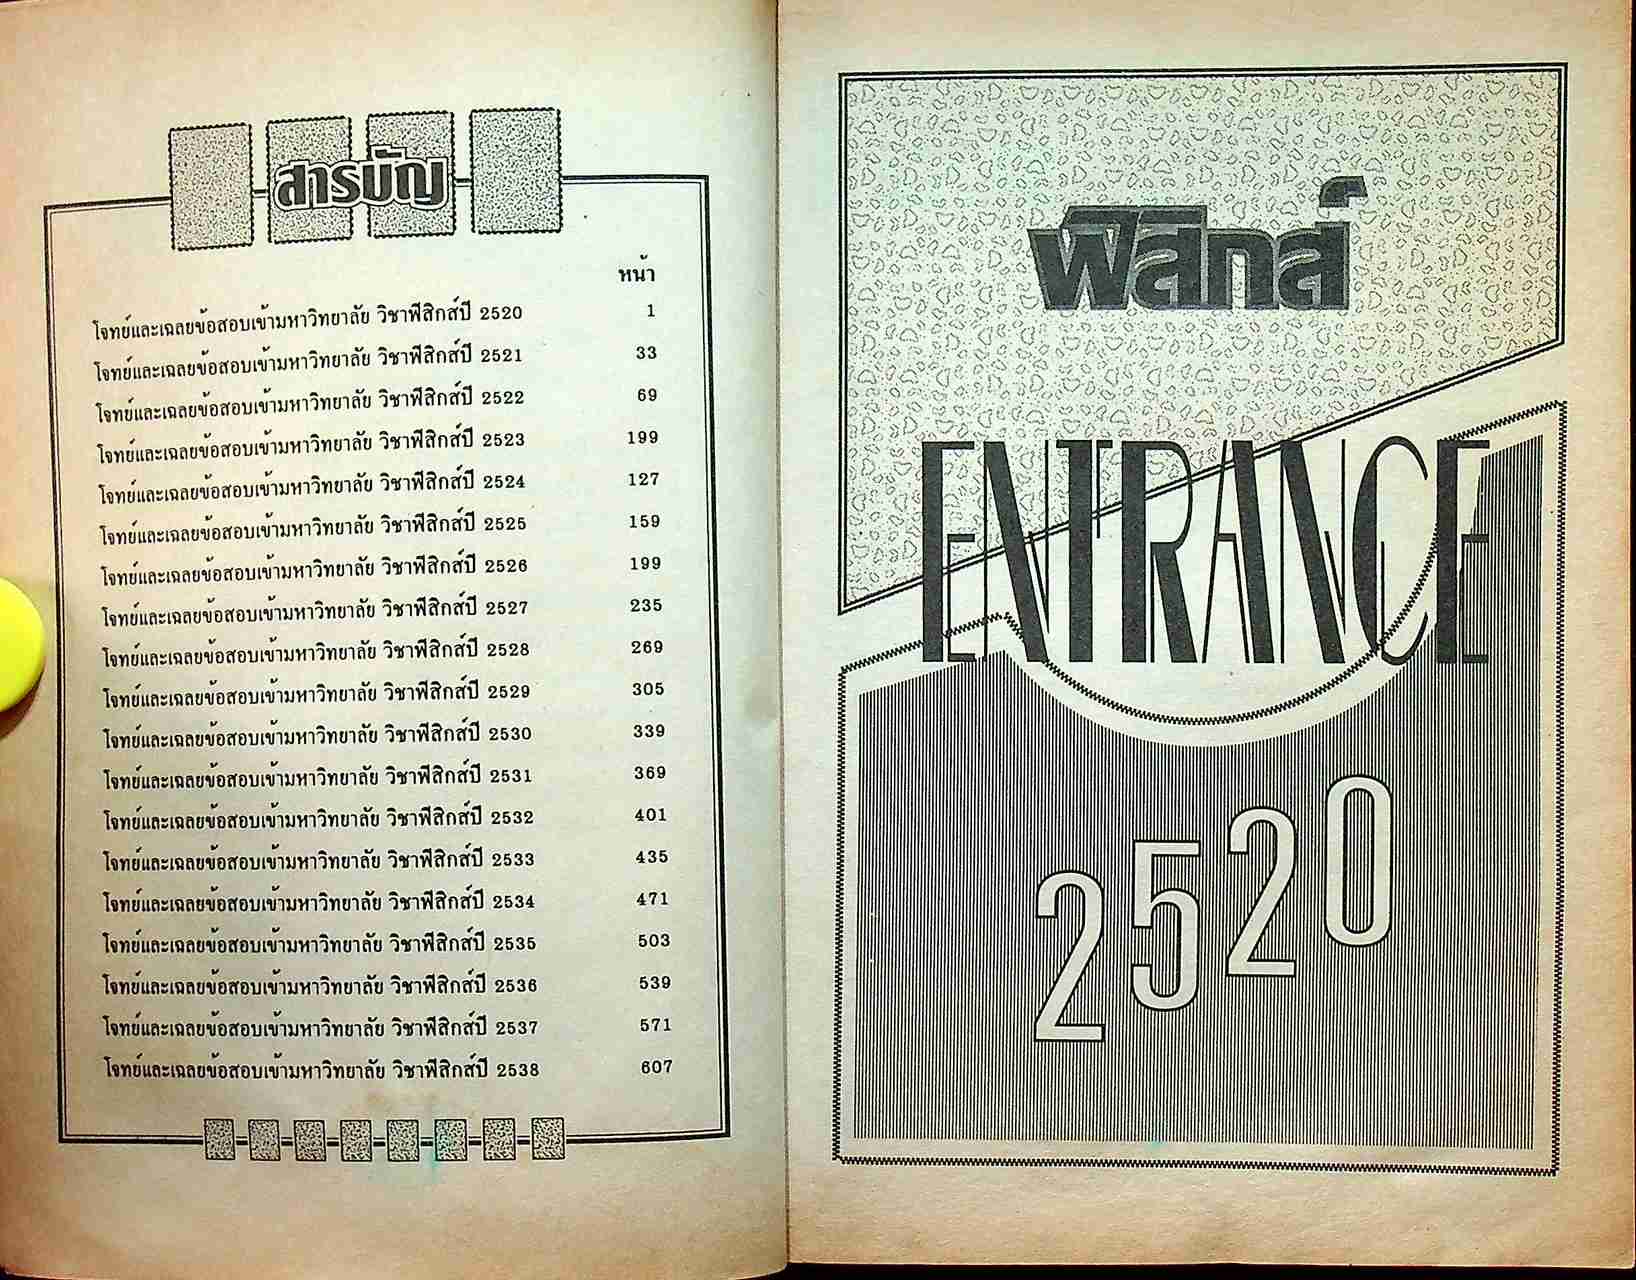 สารบัญ
หน้า
โจทย์และเฉลยข้อสอบเข้ามหาวิทยาลัย วิชาฟิสิกส์ปี 2520 1
โจทย์และเฉลยข้อสอบเข้ามหาวิทยาลัย วิชาฟิสิกส์ปี 2521 33
โจทย์และเฉลยข้อสอบเข้ามหาวิทยาลัย วิชาฟิสิกส์ปี 2522 69
โจทย์และเฉลยข้อสอบเข้ามหาวิทยาลัย วิชาฟิสิกส์ปี 2523 199
โจทย์และเฉลยข้อสอบเข้ามหาวิทยาลัย วิชาฟิสิกส์ปี 2524 127
โจทย์และเฉลยข้อสอบเข้ามหาวิทยาลัย วิชาฟิสิกส์ปี 2525 159
โจทย์และเฉลยข้อสอบเข้ามหาวิทยาลัย วิชาฟิสิกส์ปี 2526 199
โจทย์และเฉลยข้อสอบเข้ามหาวิทยาลัย วิชาฟิสิกส์ปี 2527 235
โจทย์และเฉลยข้อสอบเข้ามหาวิทยาลัย วิชาฟิสิกส์ปี 2528 269
โจทย์และเฉลยข้อสอบเข้ามหาวิทยาลัย วิชาฟิสิกส์ปี 2529 305
โจทย์และเฉลยข้อสอบเข้ามหาวิทยาลัย วิชาฟิสิกส์ปี 2530 339
โจทย์และเฉลยข้อสอบเข้ามหาวิทยาลัย วิชาฟิสิกส์ปี 2531 369
โจทย์และเฉลยข้อสอบเข้ามหาวิทยาลัย วิชาฟิสิกส์ปี 2532 401
โจทย์และเฉลยข้อสอบเข้ามหาวิทยาลัย วิชาฟิสิกส์ปี 2533 435
โจทย์และเฉลยข้อสอบเข้ามหาวิทยาลัย วิชาฟิสิกส์ปี 2534 471
โจทย์และเฉลยข้อสอบเข้ามหาวิทยาลัย วิชาฟิสิกส์ปี 2535 503
โจทย์และเฉลยข้อสอบเข้ามหาวิทยาลัย วิชาฟิสิกส์ปี 2536 539
โจทย์และเฉลยข้อสอบเข้ามหาวิทยาลัย วิชาฟิสิกส์ปี 2537 571
โจทย์และเฉลยข้อสอบเข้ามหาวิทยาลัย วิชาฟิสิกส์ปี 2538 607
ฟิสิกส์
ENTRANCE
2520